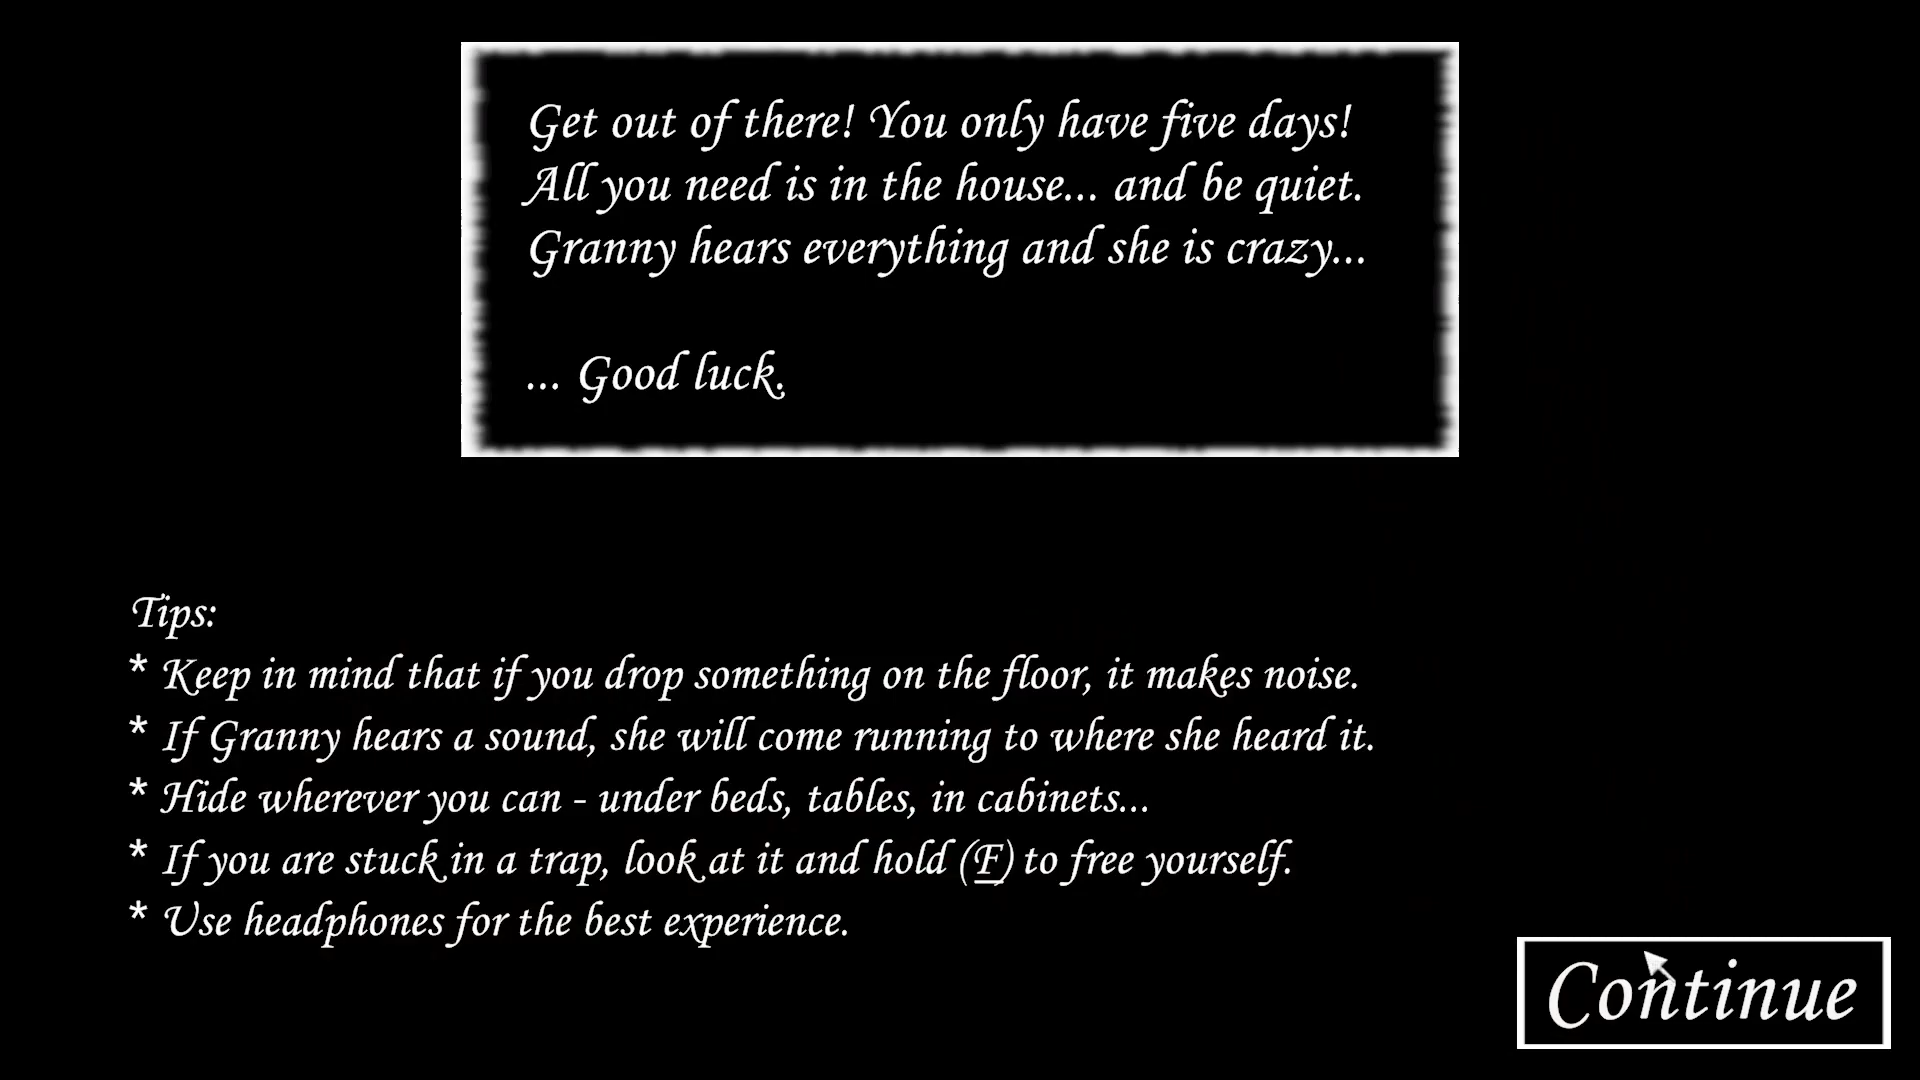 Get out of there! You only have five days!
All you need is in the house... and be quiet.
Granny hears everything and she is crazy...
... Good luck.
Tips:
* Keep in mind that if you drop something on the floor, it makes noise.
* If Granny hears a sound, she will come running to where she heard it.
* Hide wherever you can - under beds, tables, in cabinets...
* If you are stuck in a trap, look at it and hold (F) to free yourself.
* Use headphones for the best experience.
Continue